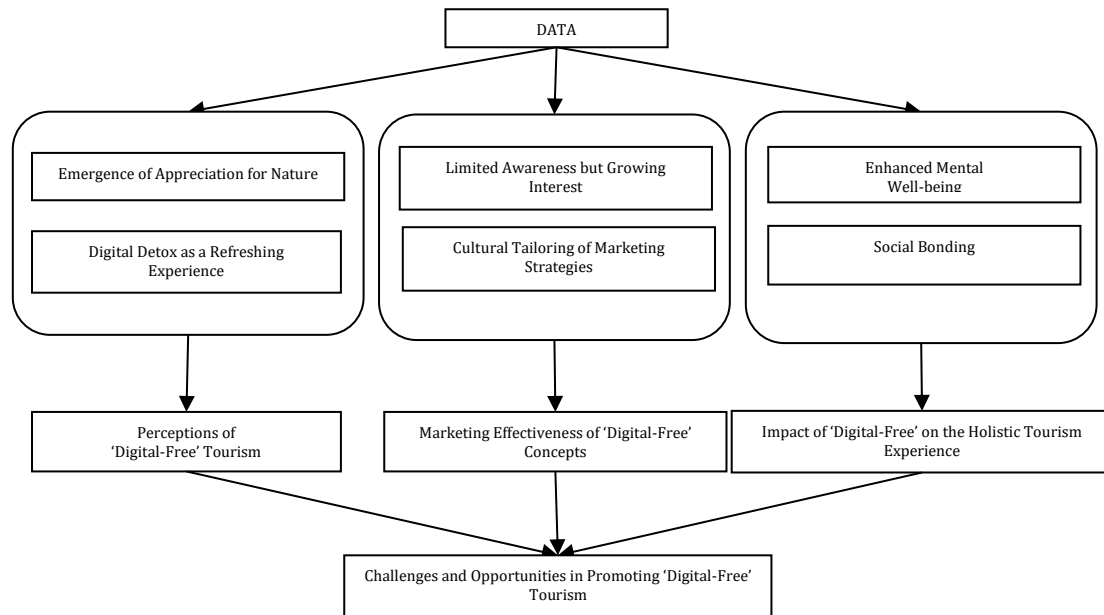 DATA
Emergence of Appreciation for Nature
Digital Detox as a Refreshing
Experience
Limited Awareness but Growing
Interest
Cultural Tailoring of Marketing
Strategies
Enhanced Mental
Well-being
Social Bonding
Perceptions of
‘Digital-Free’ Tourism
Marketing Effectiveness of ‘Digital-Free’
Concepts
Impact of ‘Digital-Free’ on the Holistic Tourism
Experience
Challenges and Opportunities in Promoting ‘Digital-Free’
Tourism